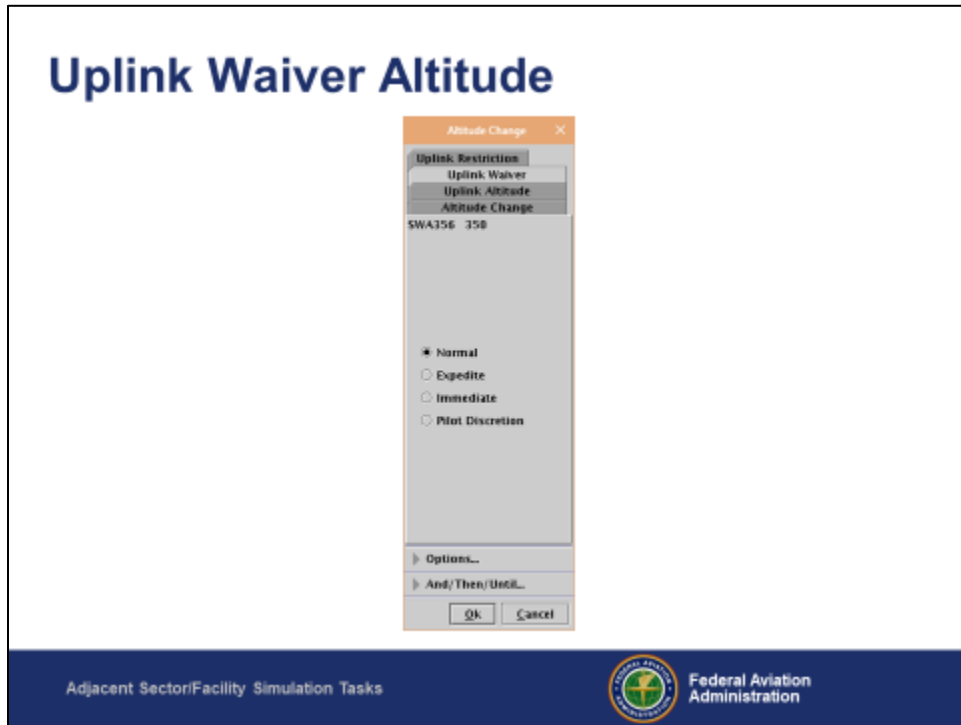 Uplink Waiver Altitude
Altitude Change
Uplink Restriction
Uplink Waiver
Uplink Altitude
Altitude Change
SWA356 350
Normal
Expedite
Immediate
Pilot Discretion
Options...
And/Then/Until...
Ok Cancel
Adjacent Sector/Facility Simulation Tasks
Federal Aviation
Administration